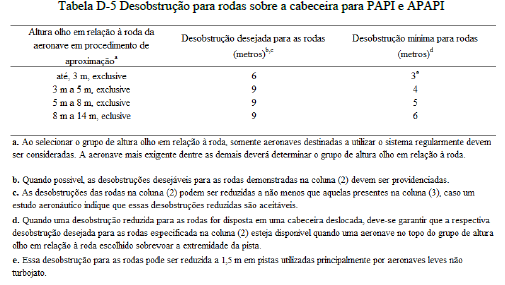 Tabela D-5 Desobstrução para rodas sobre a cabeceira para PAPI e APAPI
Altura olho em relação à roda da
aeronave em procedimento de
aproximaçãoᵃ
Desobstrução desejada para as rodas
(metros)ᵇ,ᶜ
Desobstrução mínima para rodas
(metros)ᵈ
até, 3 m, exclusive 6 3ᵉ
3 m a 5 m, exclusive 9 4
5 m a 8 m, exclusive 9 5
8 m a 14 m, eclusive 9 6
a. Ao selecionar o grupo de altura olho em relação à roda, somente aeronaves destinadas a utilizar o sistema regularmente devem
ser consideradas. A aeronave mais exigente dentre as demais deverá determinar o grupo de altura olho em relação à roda.
b. Quando possível, as desobstruções desejáveis para as rodas demonstradas na coluna (2) devem ser providenciadas.
c. As desobstruções das rodas na coluna (2) podem ser reduzidas a não menos que aquelas presentes na coluna (3), caso um
estudo aeronáutico indique que essas desobstruções reduzidas são aceitáveis.
d. Quando uma desobstrução reduzida para as rodas for disposta em uma cabeceira deslocada, deve-se garantir que a respectiva
desobstrução desejada para as rodas especificada na coluna (2) esteja disponível quando uma aeronave no topo do grupo de altura
olho em relação à roda escolhido sobrevoar a extremidade da pista.
e. Essa desobstrução para as rodas pode ser reduzida a 1,5 m em pistas utilizadas principalmente por aeronaves leves não
turbojato.